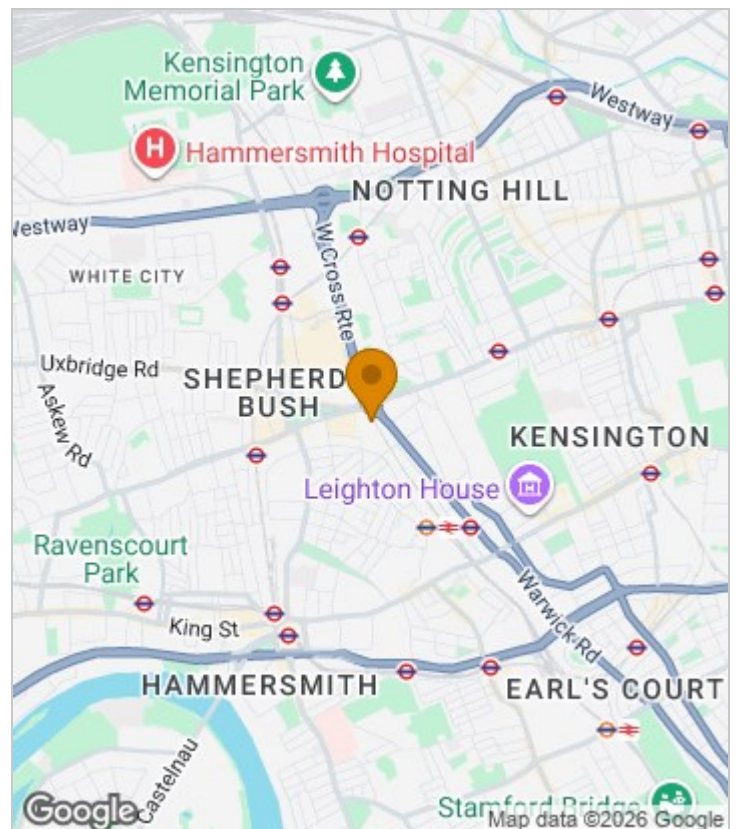 Kensington
Memorial Park
Westway
Hammersmith Hospital
NOTTING HILL
Westway
W Cross Rte
WHITE CITY
Uxbridge Rd
SHEPHERD
BUSH
Askew Rd
KENSINGTON
Leighton House
Ravenscourt
Park
King St
Warwick Rd
HAMMERSMITH
EARL'S COURT
Castelnau
Stamford Bridge
Google
Map data ©2026 Google